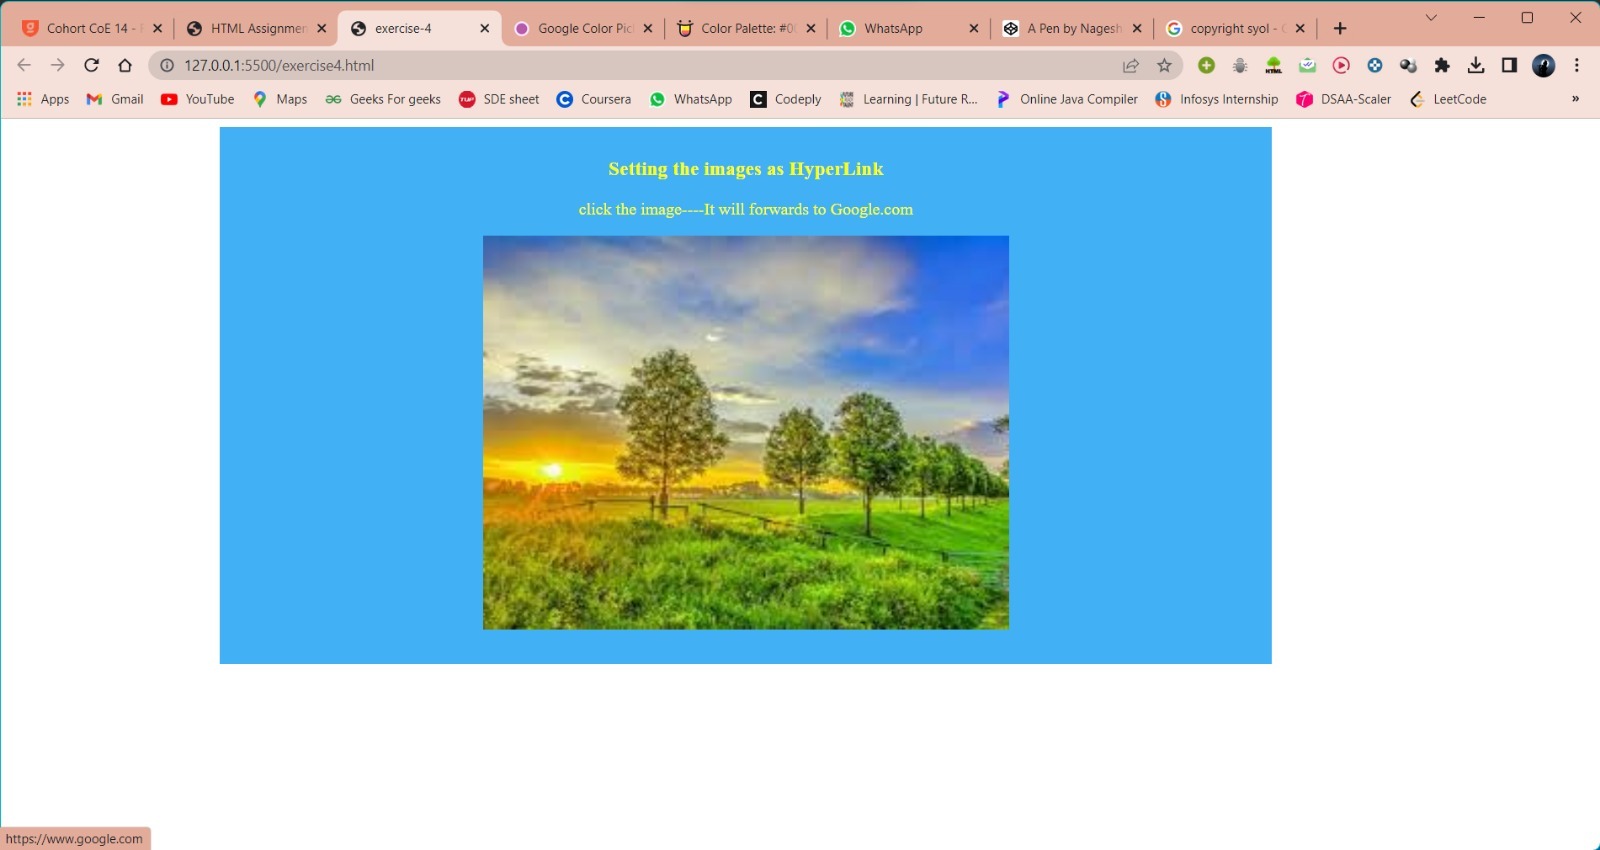 Cohort CoE 14 - HTML Assignmen exercise-4 Google Color Pic Color Palette: #0 WhatsApp A Pen by Nagesh copyright syol -
127.0.0.1:5500/exercise4.html
Apps Gmail YouTube Maps Geeks For geeks SDE sheet Coursera WhatsApp Codeply Learning | Future R... Online Java Compiler Infosys Internship DSAA-Scaler LeetCode »
Setting the images as HyperLink
click the image----It will forwards to Google.com
https://www.google.com